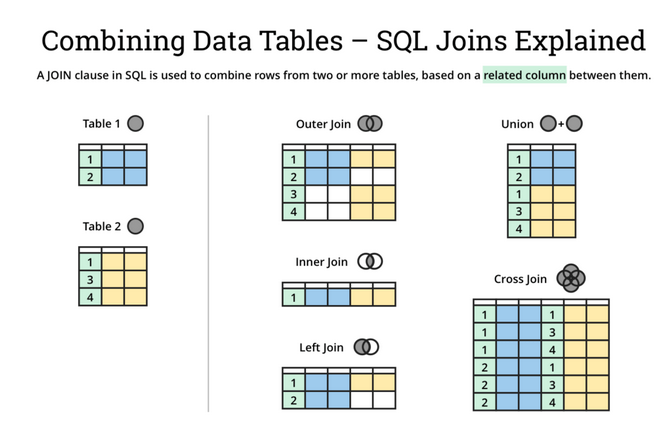 Combining Data Tables – SQL Joins Explained
A JOIN clause in SQL is used to combine rows from two or more tables, based on a related column between them.
Table 1
1
2
Table 2
1
3
4
Outer Join
1
2
3
4
Inner Join
1
Left Join
1
2
Union +
1
2
1
3
4
Cross Join
1 1
1 3
1 4
2 1
2 3
2 4